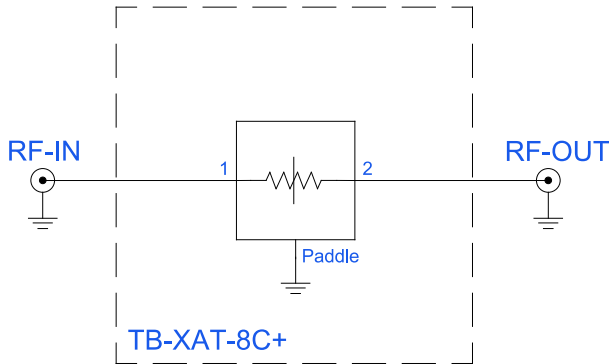 RF-IN
RF-OUT
1
2
Paddle
TB-XAT-8C+